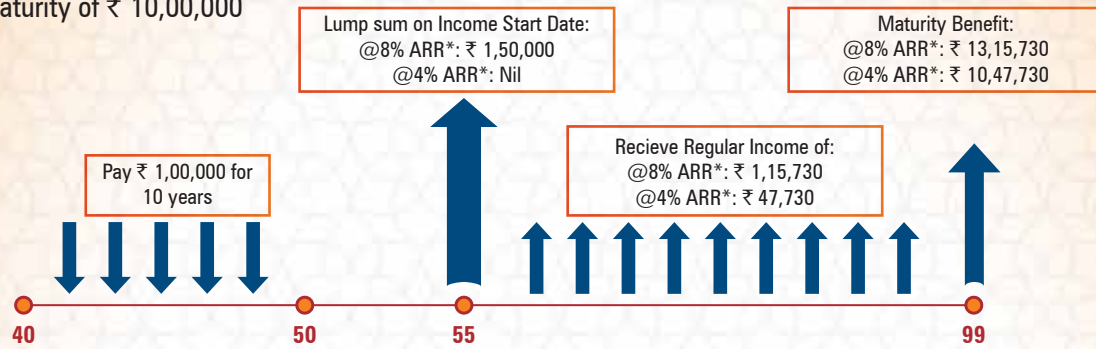 aturity of ₹ 10,00,000
Lump sum on Income Start Date:
@8% ARR*: ₹ 1,50,000
@4% ARR*: Nil
Maturity Benefit:
@8% ARR*: ₹ 13,15,730
@4% ARR*: ₹ 10,47,730
Pay ₹ 1,00,000 for
10 years
Recieve Regular Income of:
@8% ARR*: ₹ 1,15,730
@4% ARR*: ₹ 47,730
40
50
55
99